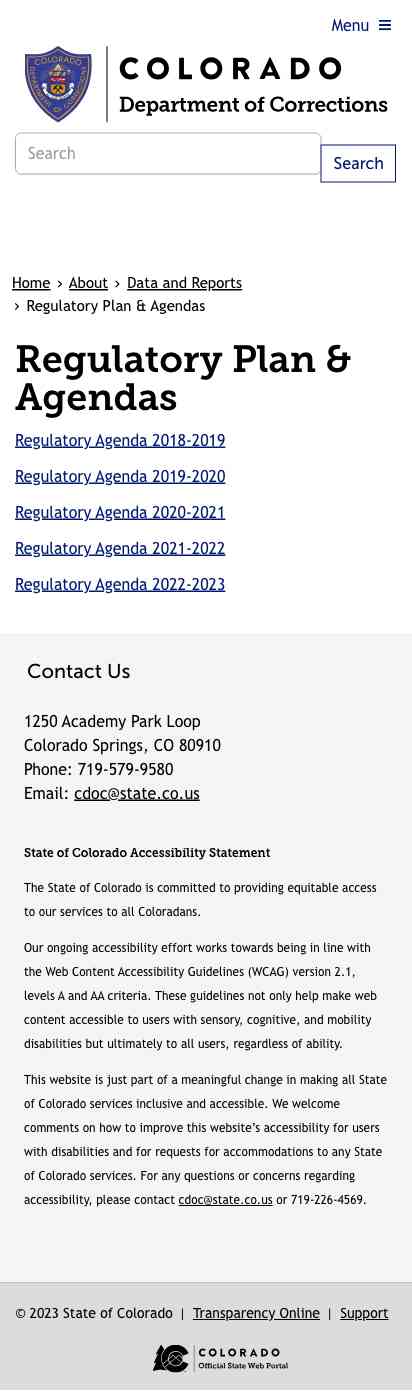 Menu
COLORADO
COLORADO
Department of Corrections
Search
Search
Home › About › Data and Reports
› Regulatory Plan & Agendas
Regulatory Plan &
Agendas
Regulatory Agenda 2018-2019
Regulatory Agenda 2019-2020
Regulatory Agenda 2020-2021
Regulatory Agenda 2021-2022
Regulatory Agenda 2022-2023
Contact Us
1250 Academy Park Loop
Colorado Springs, CO 80910
Phone: 719-579-9580
Email: cdoc@state.co.us
State of Colorado Accessibility Statement
The State of Colorado is committed to providing equitable access
to our services to all Coloradans.
Our ongoing accessibility effort works towards being in line with
the Web Content Accessibility Guidelines (WCAG) version 2.1,
levels A and AA criteria. These guidelines not only help make web
content accessible to users with sensory, cognitive, and mobility
disabilities but ultimately to all users, regardless of ability.
This website is just part of a meaningful change in making all State
of Colorado services inclusive and accessible. We welcome
comments on how to improve this website's accessibility for users
with disabilities and for requests for accommodations to any State
of Colorado services. For any questions or concerns regarding
accessibility, please contact cdoc@state.co.us or 719-226-4569.
© 2023 State of Colorado | Transparency Online | Support
COLORADO
Official State Web Portal